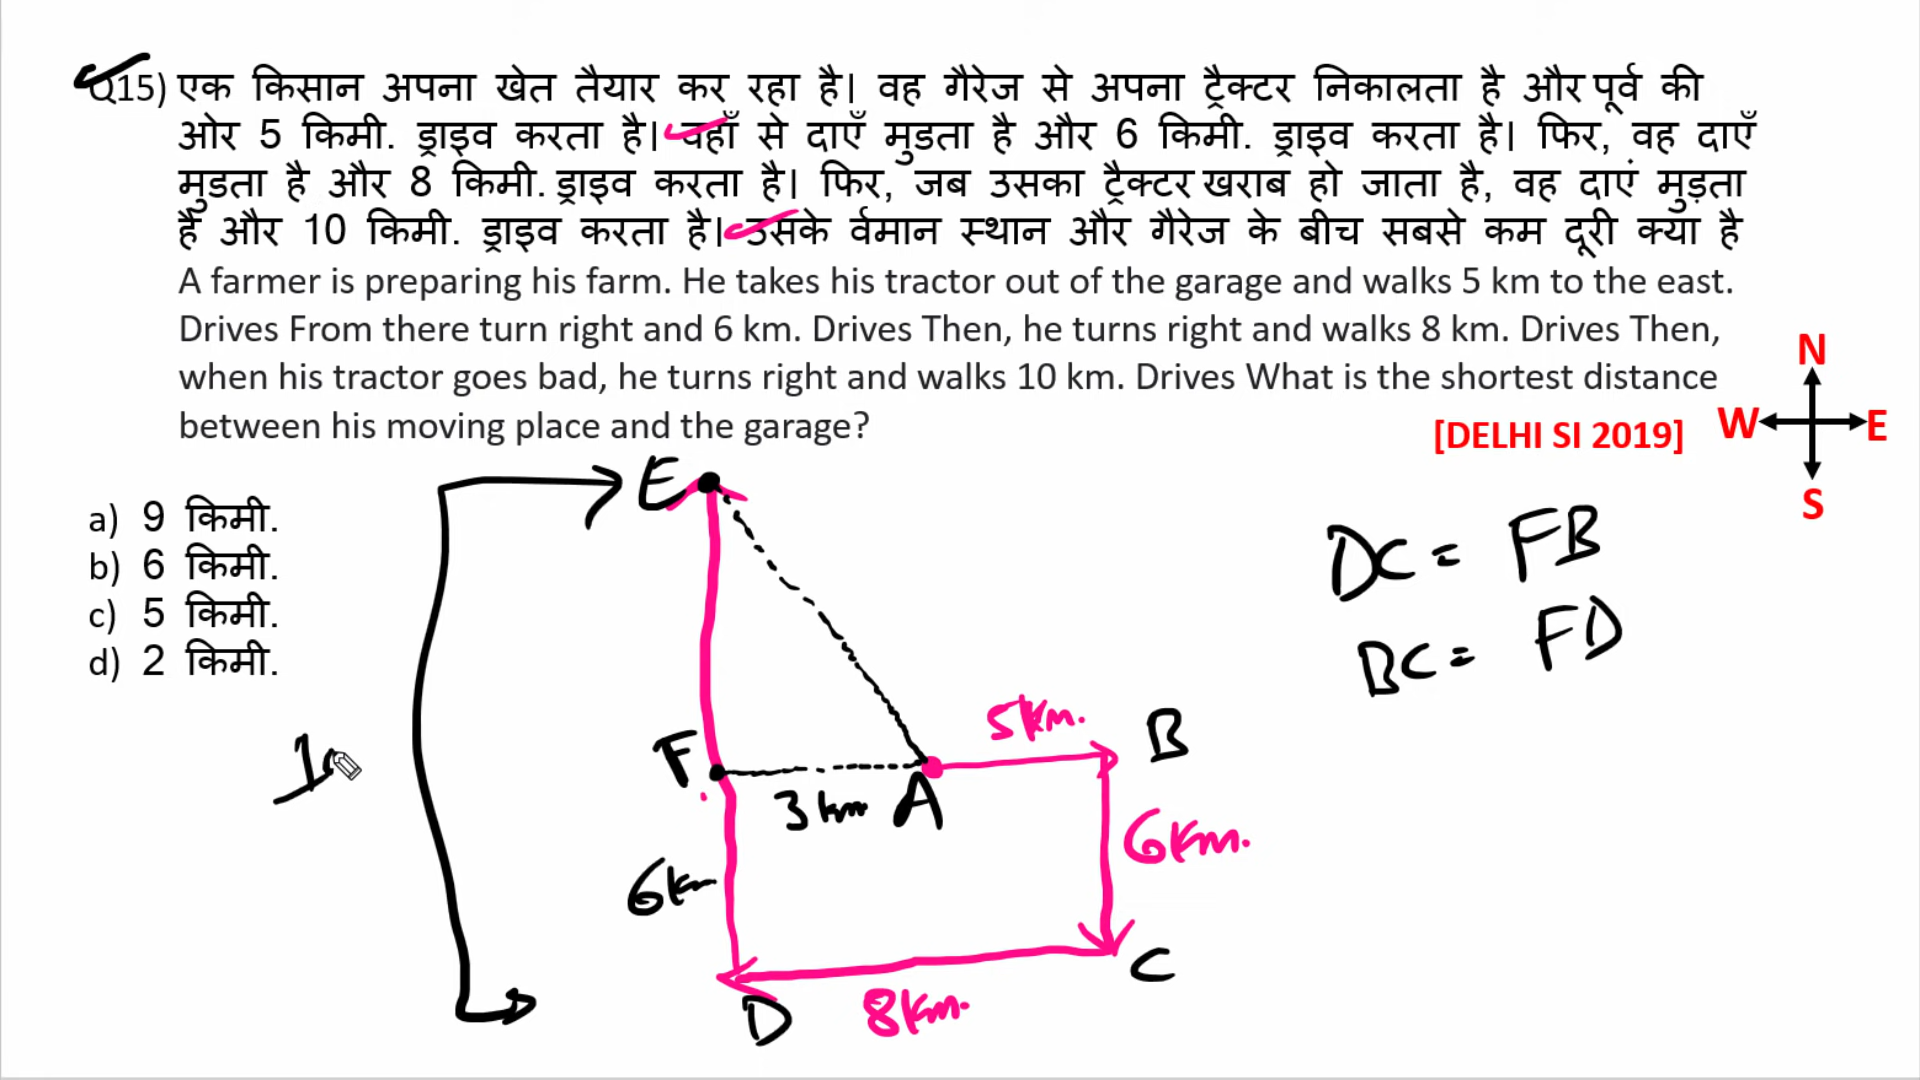 Q15) एक किसान अपना खेत तैयार कर रहा है। वह गैरेज से अपना ट्रैक्टर निकालता है और पूर्व की
ओर 5 किमी. ड्राइव करता है। वहाँ से दाएँ मुडता है और 6 किमी. ड्राइव करता है। फिर, वह दाएँ
मुडता है और 8 किमी. ड्राइव करता है। फिर, जब उसका ट्रैक्टर खराब हो जाता है, वह दाएं मुड़ता
है और 10 किमी. ड्राइव करता है। उसके र्वमान स्थान और गैरेज के बीच सबसे कम दूरी क्या है
A farmer is preparing his farm. He takes his tractor out of the garage and walks 5 km to the east.
Drives From there turn right and 6 km. Drives Then, he turns right and walks 8 km. Drives Then,
when his tractor goes bad, he turns right and walks 10 km. Drives What is the shortest distance
between his moving place and the garage?
[DELHI SI 2019]
N
W E
S
a) 9 किमी.
b) 6 किमी.
c) 5 किमी.
d) 2 किमी.
E
DC = FB
BC = FD
5km.
B
F
3km A
10
6km.
6km
C
D
8km.